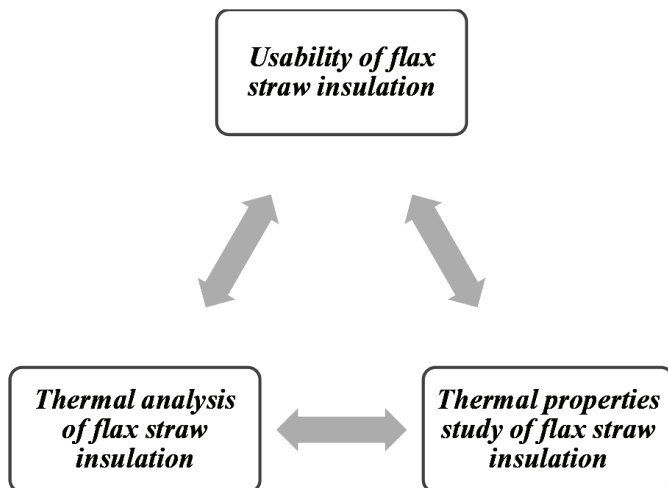 Usability of flax
straw insulation
Thermal analysis
of flax straw
insulation
Thermal properties
study of flax straw
insulation